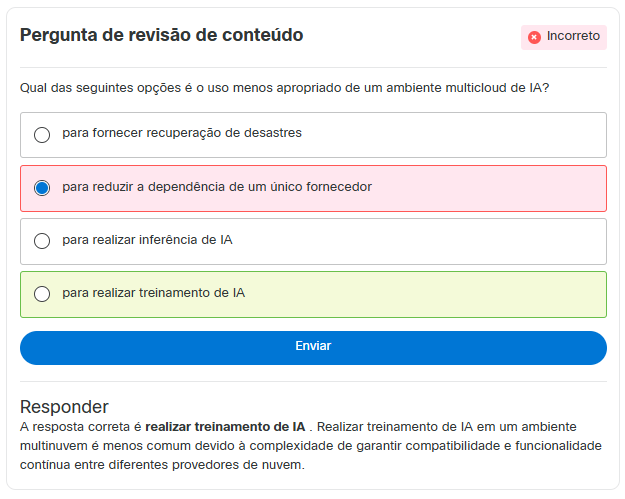 Pergunta de revisão de conteúdo
Incorreto
Qual das seguintes opções é o uso menos apropriado de um ambiente multicloud de IA?
para fornecer recuperação de desastres
para reduzir a dependência de um único fornecedor
para realizar inferência de IA
para realizar treinamento de IA
Enviar
Responder
A resposta correta é realizar treinamento de IA . Realizar treinamento de IA em um ambiente
multinuvem é menos comum devido à complexidade de garantir compatibilidade e funcionalidade
contínua entre diferentes provedores de nuvem.